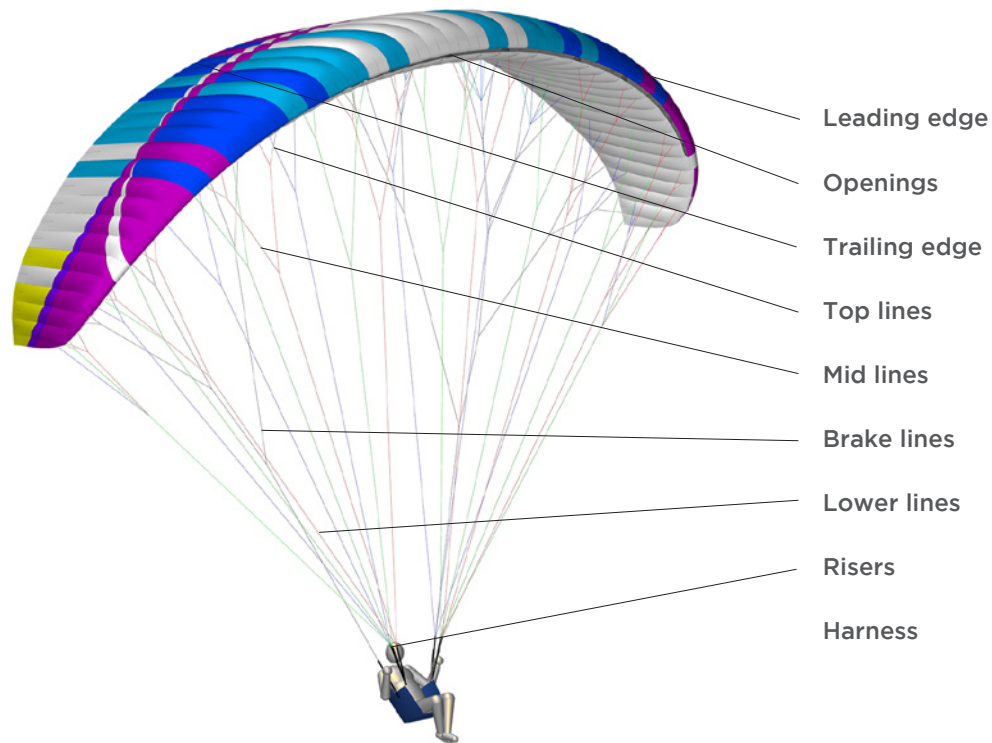 Leading edge
Openings
Trailing edge
Top lines
Mid lines
Brake lines
Lower lines
Risers
Harness